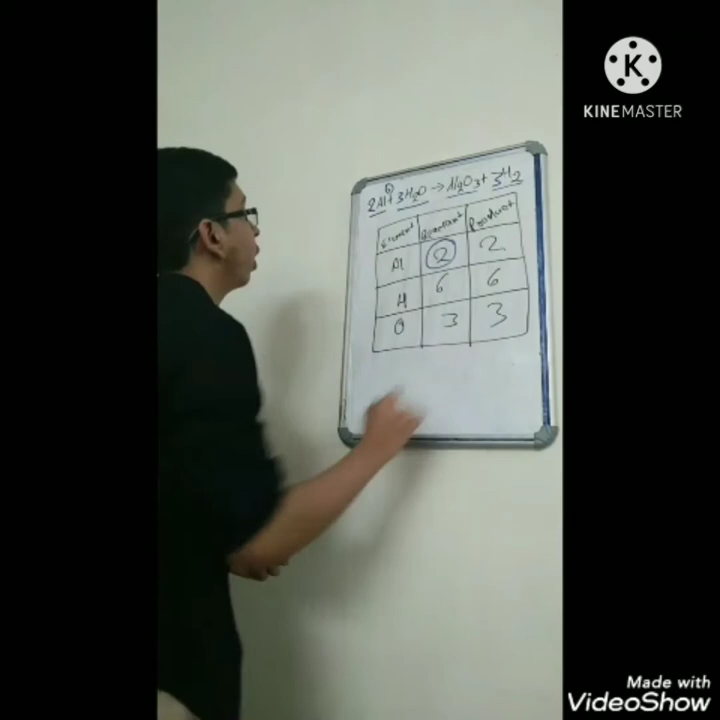 KINEMASTER
2Al + 3H2O → Al2O3 + 3H2
Element Reactant Product
Al 2 2
H 6 6
O 3 3
Made with
VideoShow